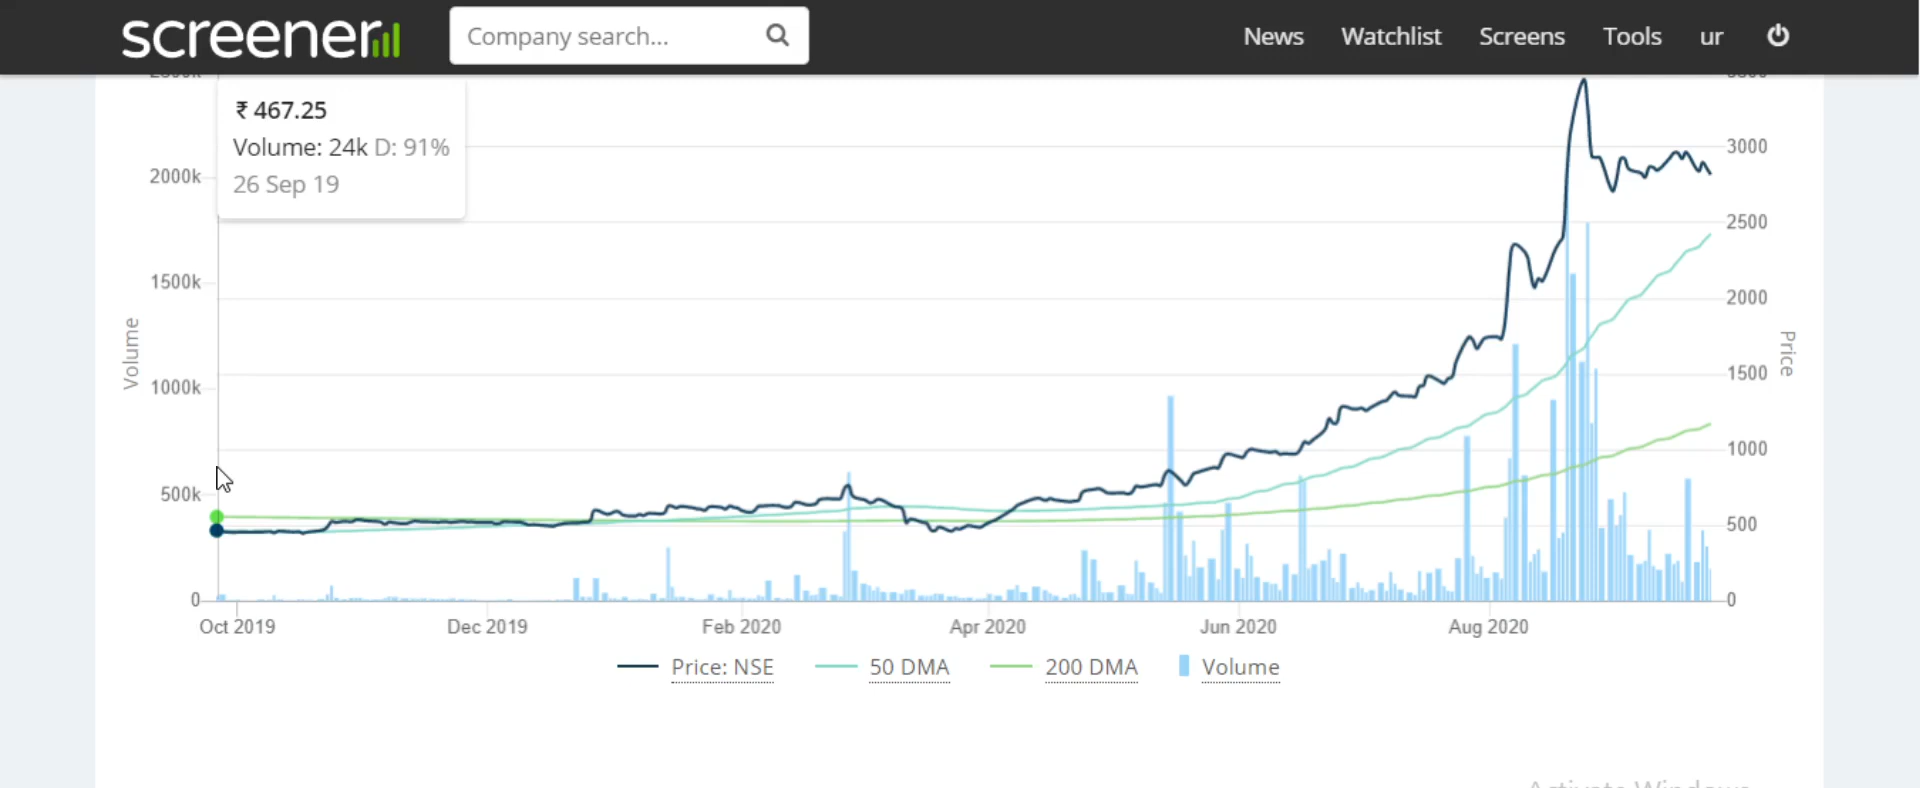 screener
Company search...
News Watchlist Screens Tools ur
₹ 467.25
Volume: 24k D: 91%
26 Sep 19
2000k
1500k
1000k
500k
0
Volume
3000
2500
2000
1500
1000
500
0
Price
Oct 2019 Dec 2019 Feb 2020 Apr 2020 Jun 2020 Aug 2020
Price: NSE 50 DMA 200 DMA Volume
Activate Windows